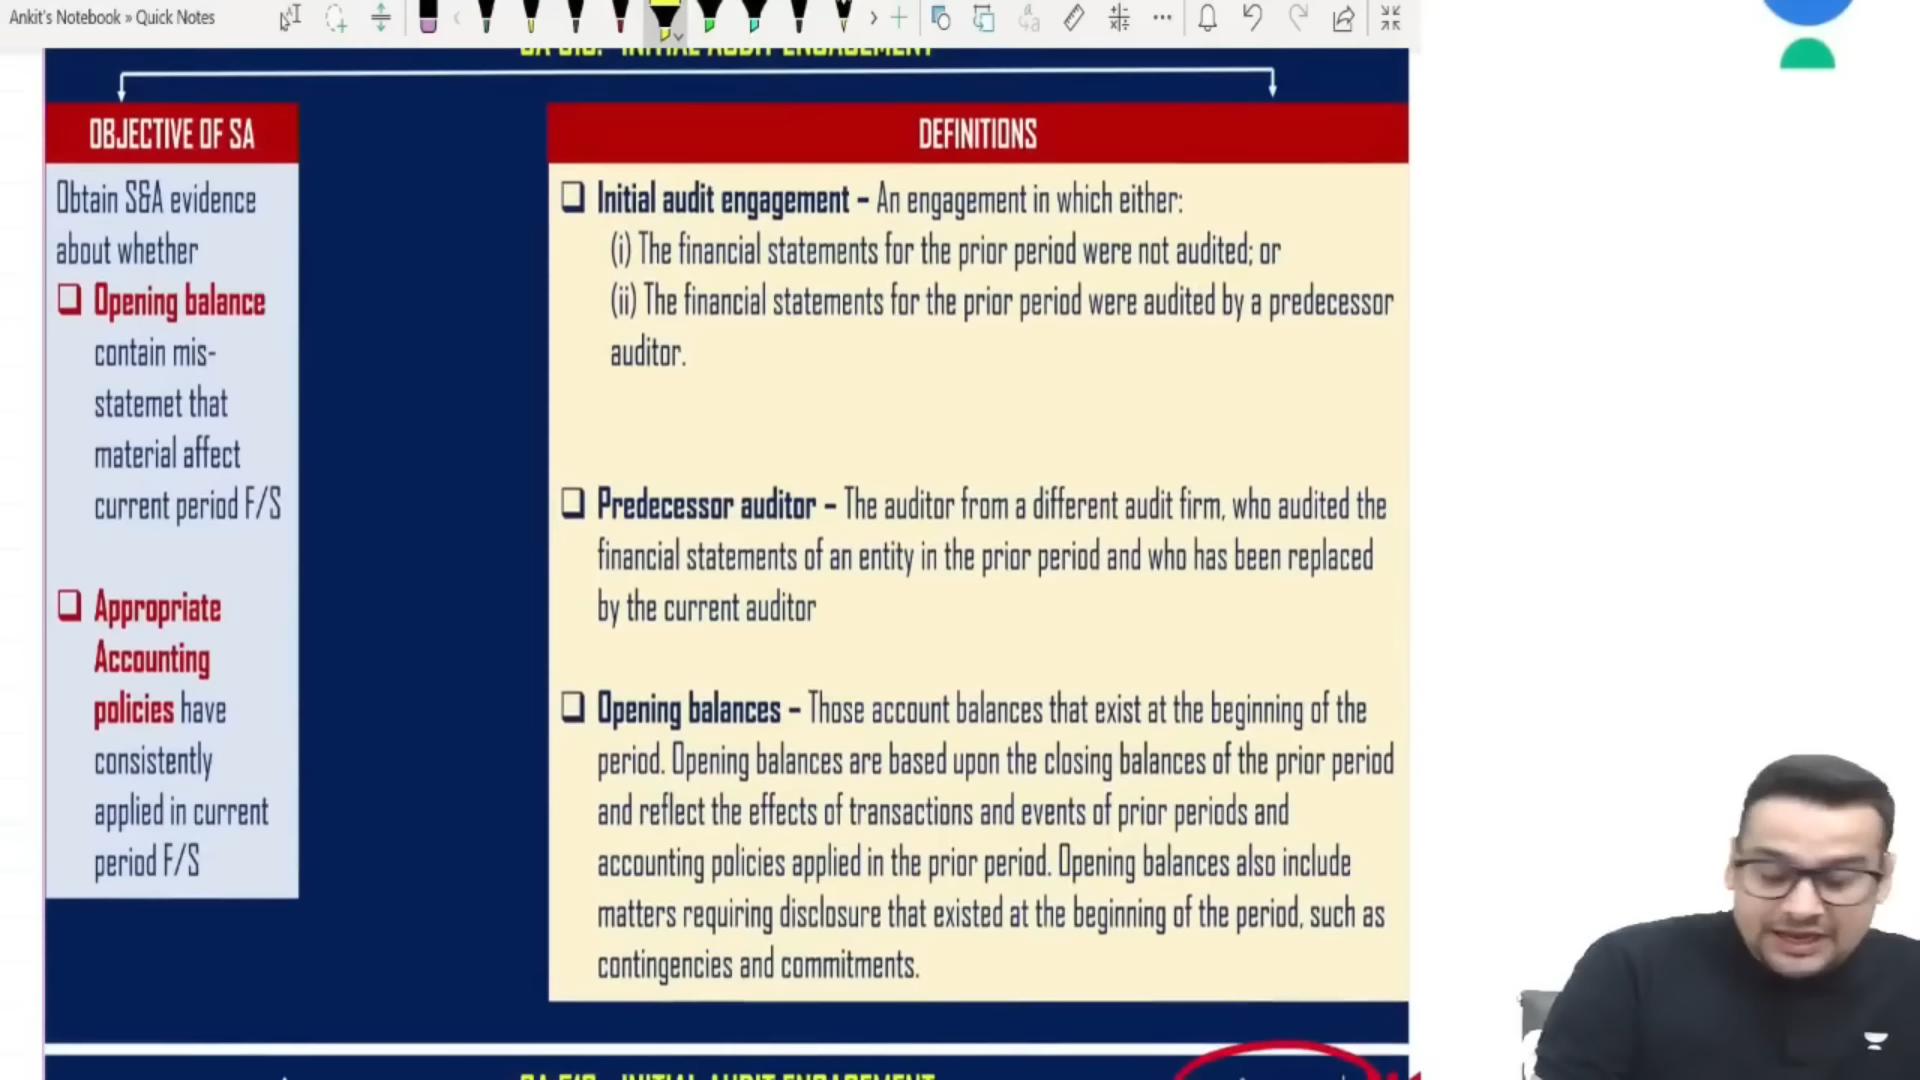 Ankit's Notebook » Quick Notes
INITIAL AUDIT ENGAGEMENT
OBJECTIVE OF SA
Obtain S&A evidence
about whether
Opening balance
contain mis-
statemet that
material affect
current period F/S
Appropriate
Accounting
policies have
consistently
applied in current
period F/S
DEFINITIONS
Initial audit engagement – An engagement in which either:
(i) The financial statements for the prior period were not audited; or
(ii) The financial statements for the prior period were audited by a predecessor
auditor.
Predecessor auditor – The auditor from a different audit firm, who audited the
financial statements of an entity in the prior period and who has been replaced
by the current auditor
Opening balances – Those account balances that exist at the beginning of the
period. Opening balances are based upon the closing balances of the prior period
and reflect the effects of transactions and events of prior periods and
accounting policies applied in the prior period. Opening balances also include
matters requiring disclosure that existed at the beginning of the period, such as
contingencies and commitments.
INITIAL AUDIT ENGAGEMENT